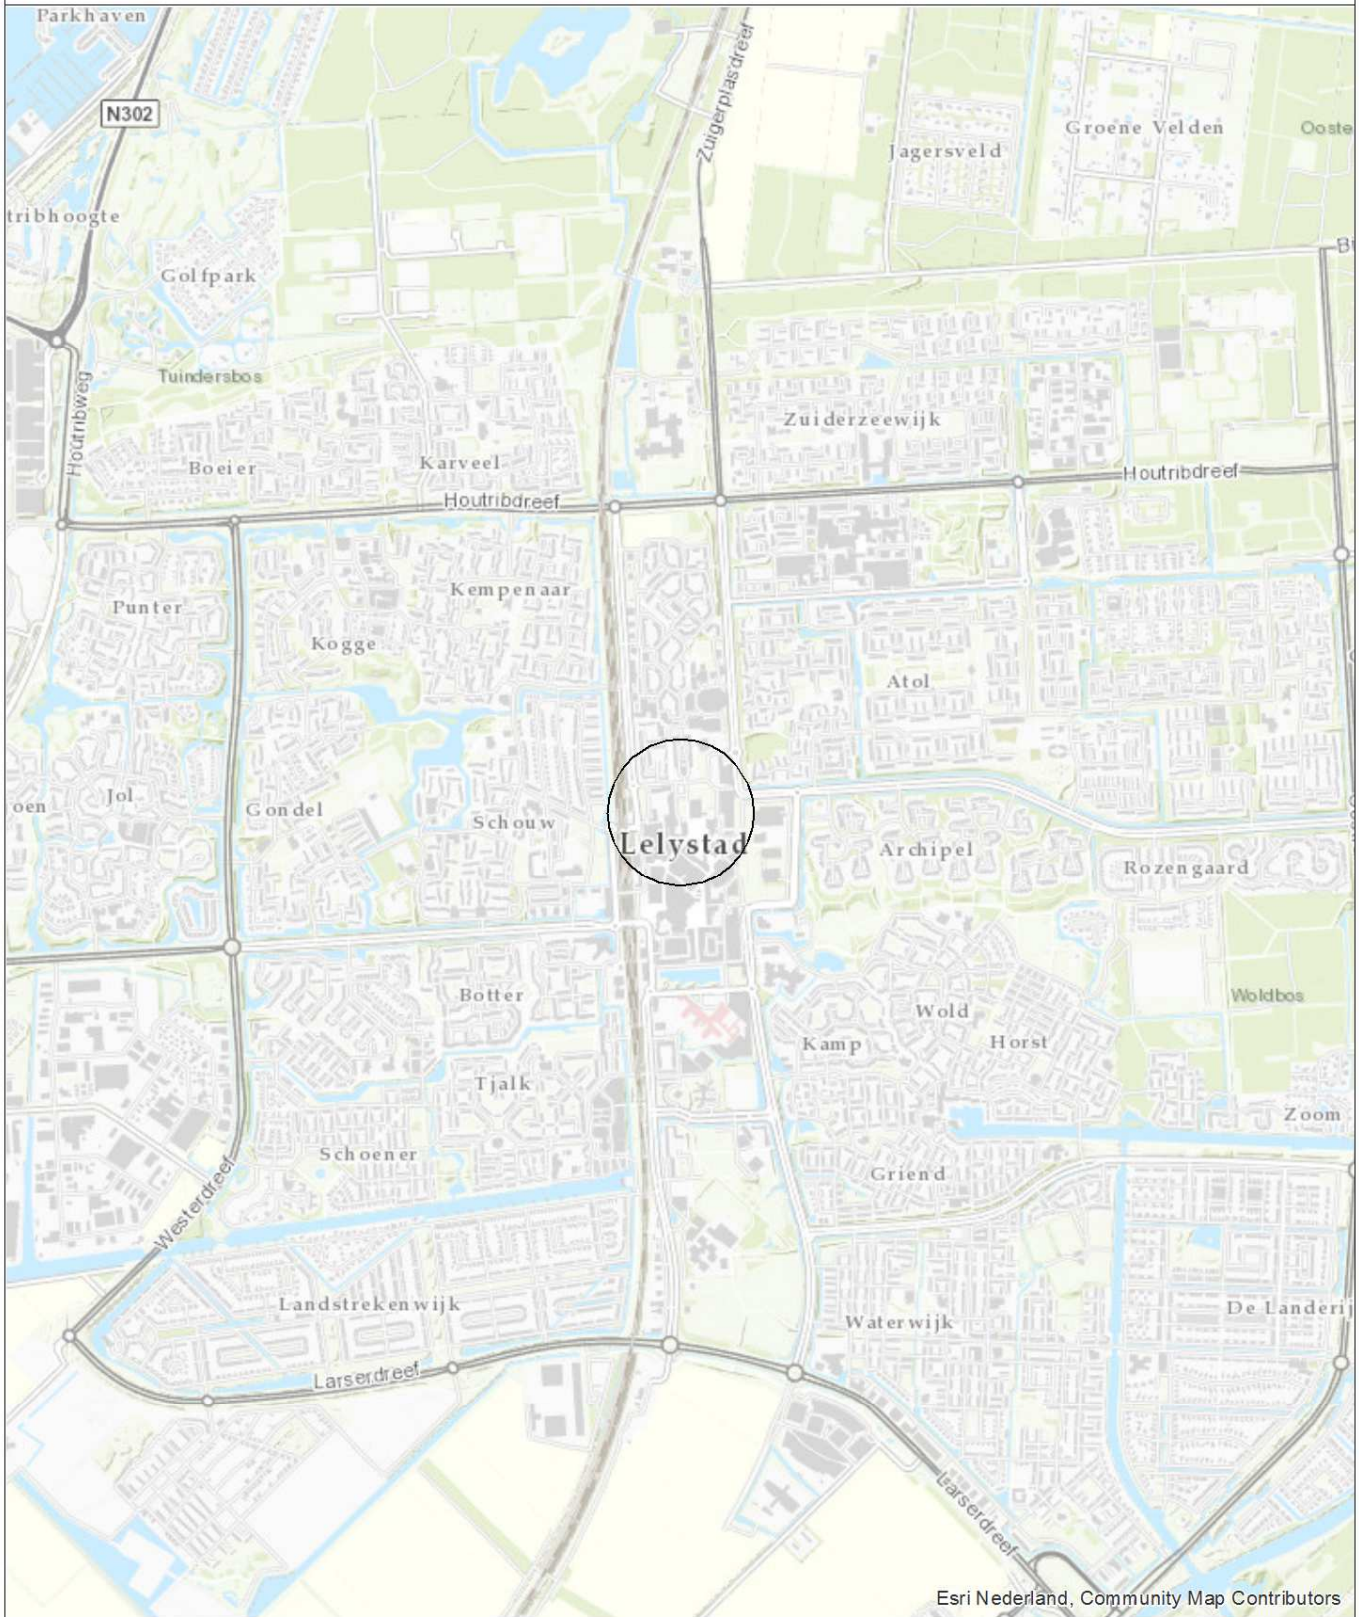 Parkhaven
Zuigerplasdreef
N302
Groene Velden
Ooste
Jagersveld
tribhoogte
Golfpark
Tuindersbos
Houtribweg
Zuiderzeewijk
Boeier
Karveel
Houtribdreef
Houtribdreef
Kempenaar
Punter
Kogge
Atol
Jol
oen
Gondel
Schouw
Lelystad
Archipel
Rozengaard
Botter
Woldbos
Wold
Kamp
Horst
Tjalk
Zoom
Schoener
Griend
Westerdreef
Landstrekenwijk
De Landerij
Waterwijk
Larserdreef
Larserdreef
Esri Nederland, Community Map Contributors